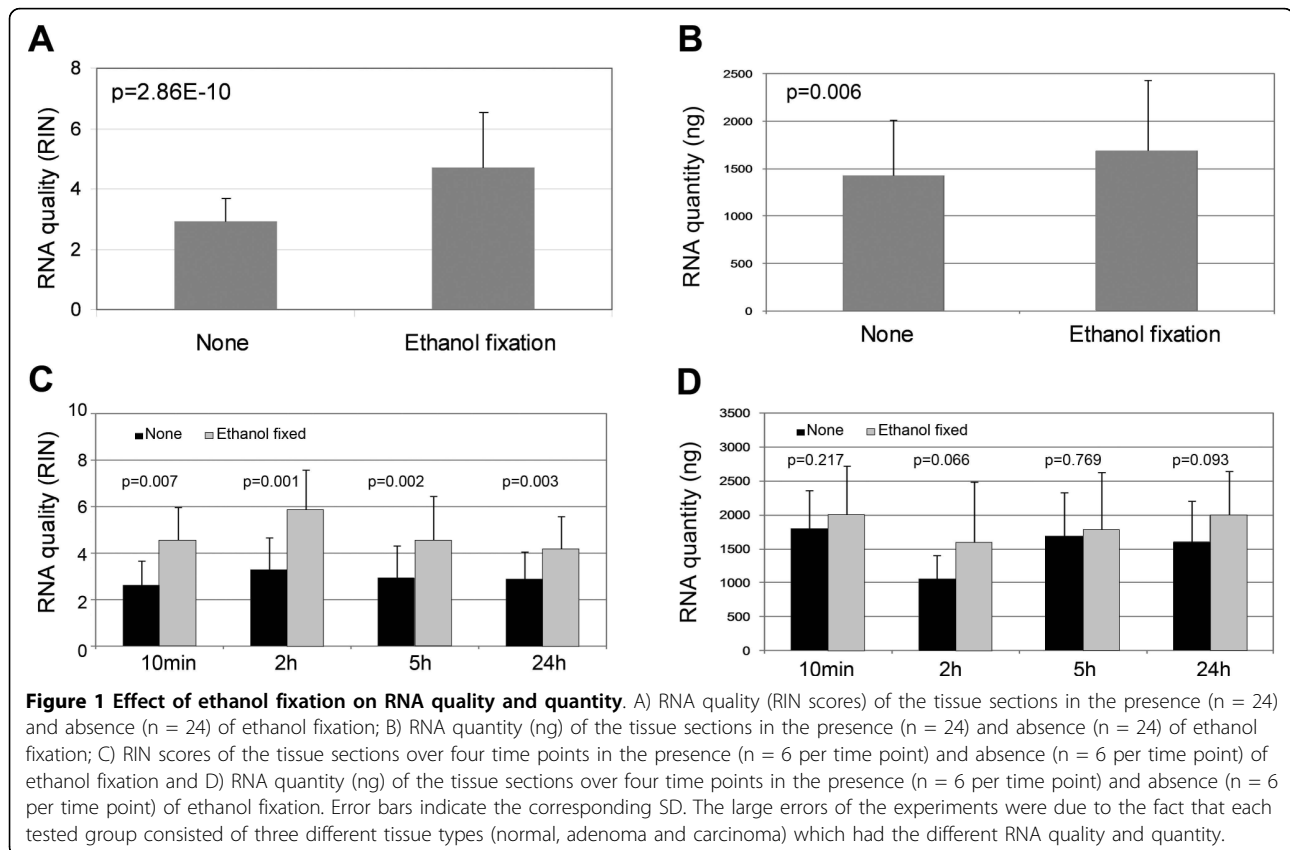 A
RNA quality (RIN)
8
6
4
2
0
p=2.86E-10
None
Ethanol fixation
B
RNA quantity (ng)
2500
2000
1500
1000
500
0
p=0.006
None
Ethanol fixation
C
RNA quality (RIN)
10
8
6
4
2
0
None
Ethanol fixed
p=0.007
p=0.001
p=0.002
p=0.003
10min
2h
5h
24h
D
RNA quantity (ng)
3500
3000
2500
2000
1500
1000
500
0
None
Ethanol fixed
p=0.217
p=0.066
p=0.769
p=0.093
10min
2h
5h
24h
Figure 1 Effect of ethanol fixation on RNA quality and quantity. A) RNA quality (RIN scores) of the tissue sections in the presence (n = 24)
and absence (n = 24) of ethanol fixation; B) RNA quantity (ng) of the tissue sections in the presence (n = 24) and absence (n = 24) of ethanol
fixation; C) RIN scores of the tissue sections over four time points in the presence (n = 6 per time point) and absence (n = 6 per time point) of
ethanol fixation and D) RNA quantity (ng) of the tissue sections over four time points in the presence (n = 6 per time point) and absence (n = 6
per time point) of ethanol fixation. Error bars indicate the corresponding SD. The large errors of the experiments were due to the fact that each
tested group consisted of three different tissue types (normal, adenoma and carcinoma) which had the different RNA quality and quantity.